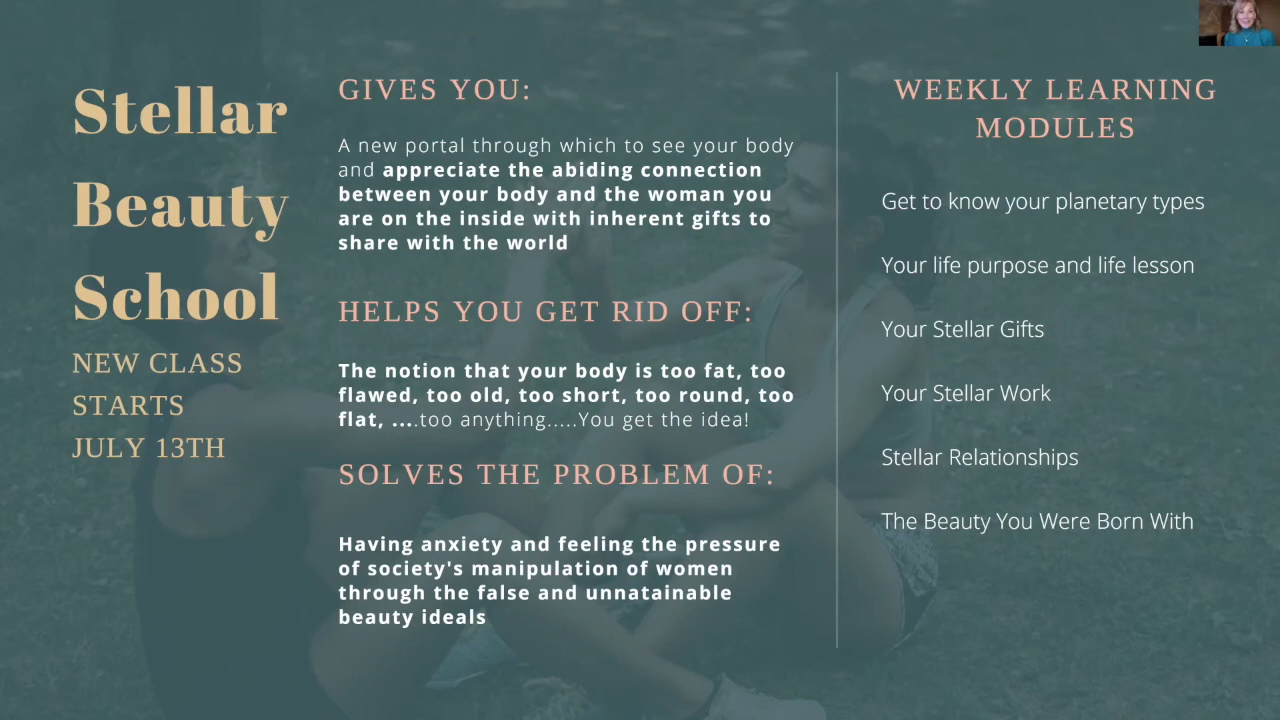 Stellar
Beauty
School
NEW CLASS
STARTS
JULY 13TH
GIVES YOU:
A new portal through which to see your body
and appreciate the abiding connection
between your body and the woman you
are on the inside with inherent gifts to
share with the world
HELPS YOU GET RID OFF:
The notion that your body is too fat, too
flawed, too old, too short, too round, too
flat, ....too anything.....You get the idea!
SOLVES THE PROBLEM OF:
Having anxiety and feeling the pressure
of society's manipulation of women
through the false and unnatainable
beauty ideals
WEEKLY LEARNING
MODULES
Get to know your planetary types
Your life purpose and life lesson
Your Stellar Gifts
Your Stellar Work
Stellar Relationships
The Beauty You Were Born With